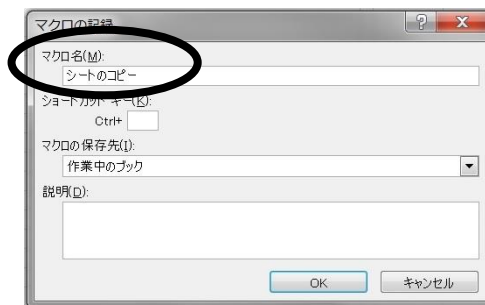 マクロの記録
マクロ名(M):
シートのコピー
ショートカット キー(K):
Ctrl+
マクロの保存先(I):
作業中のブック
説明(D):
OK キャンセル